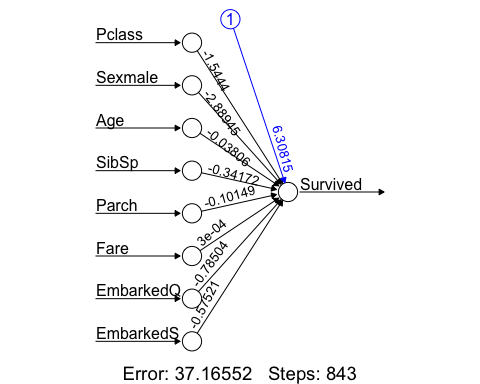 1
Pclass
-1.5444
Sexmale
-2.88945
Age
-0.03806
6.30815
SibSp
-0.34172
Survived
Parch
-0.10149
Fare
3e-04
EmbarkedQ
-0.78504
EmbarkedS
-0.57521
Error: 37.16552 Steps: 843